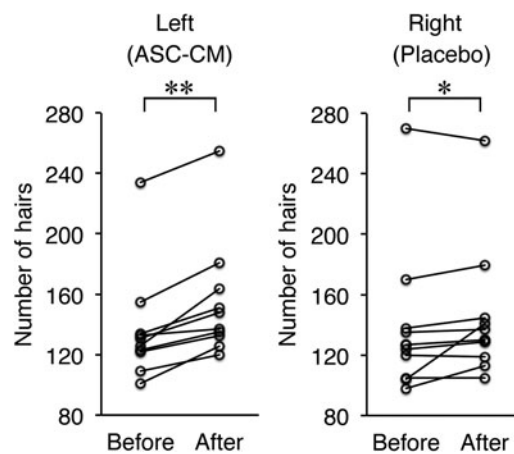 Left
(ASC-CM)
**
Number of hairs
280
240
200
160
120
80
Before After
Right
(Placebo)
*
Number of hairs
280
240
200
160
120
80
Before After